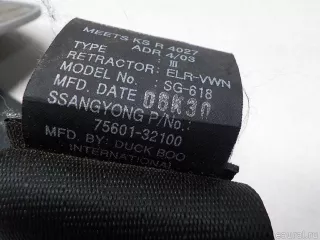 MEETS KS R 4027
ADR 4/03
TYPE : III
RETRACTOR: ELR-VWN
MODEL No.: SG-618
MFD. DATE 06K30
SSANGYONG P/No.:
75601-32100
MFD. BY: DUCK BOO
INTERNATIONAL